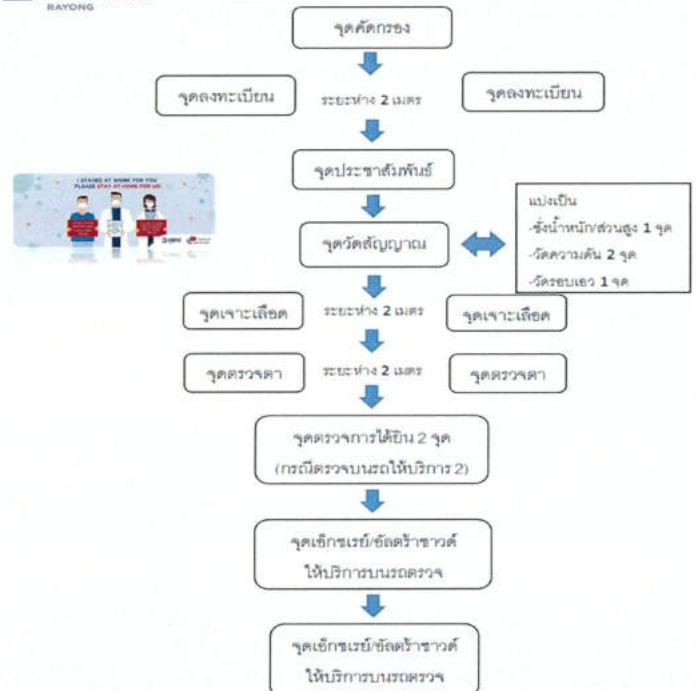 RAYONG
จุดคัดกรอง
จุดลงทะเบียน
ระยะห่าง 2 เมตร
จุดลงทะเบียน
จุดประชาสัมพันธ์
I STAYED AT WORK FOR YOU
PLEASE STAY AT HOME FOR US!
จุดวัดสัญญาณ
แบ่งเป็น
-ชั่งน้ำหนัก/ส่วนสูง 1 จุด
-วัดความดัน 2 จุด
-วัดรอบเอว 1 จุด
จุดเจาะเลือด
ระยะห่าง 2 เมตร
จุดเจาะเลือด
จุดตรวจตา
ระยะห่าง 2 เมตร
จุดตรวจตา
จุดตรวจการได้ยิน 2 จุด
(กรณีตรวจบนรถให้บริการ 2)
จุดเอ็กซเรย์/อัลตร้าซาวด์
ให้บริการบนรถตรวจ
จุดเอ็กซเรย์/อัลตร้าซาวด์
ให้บริการบนรถตรวจ